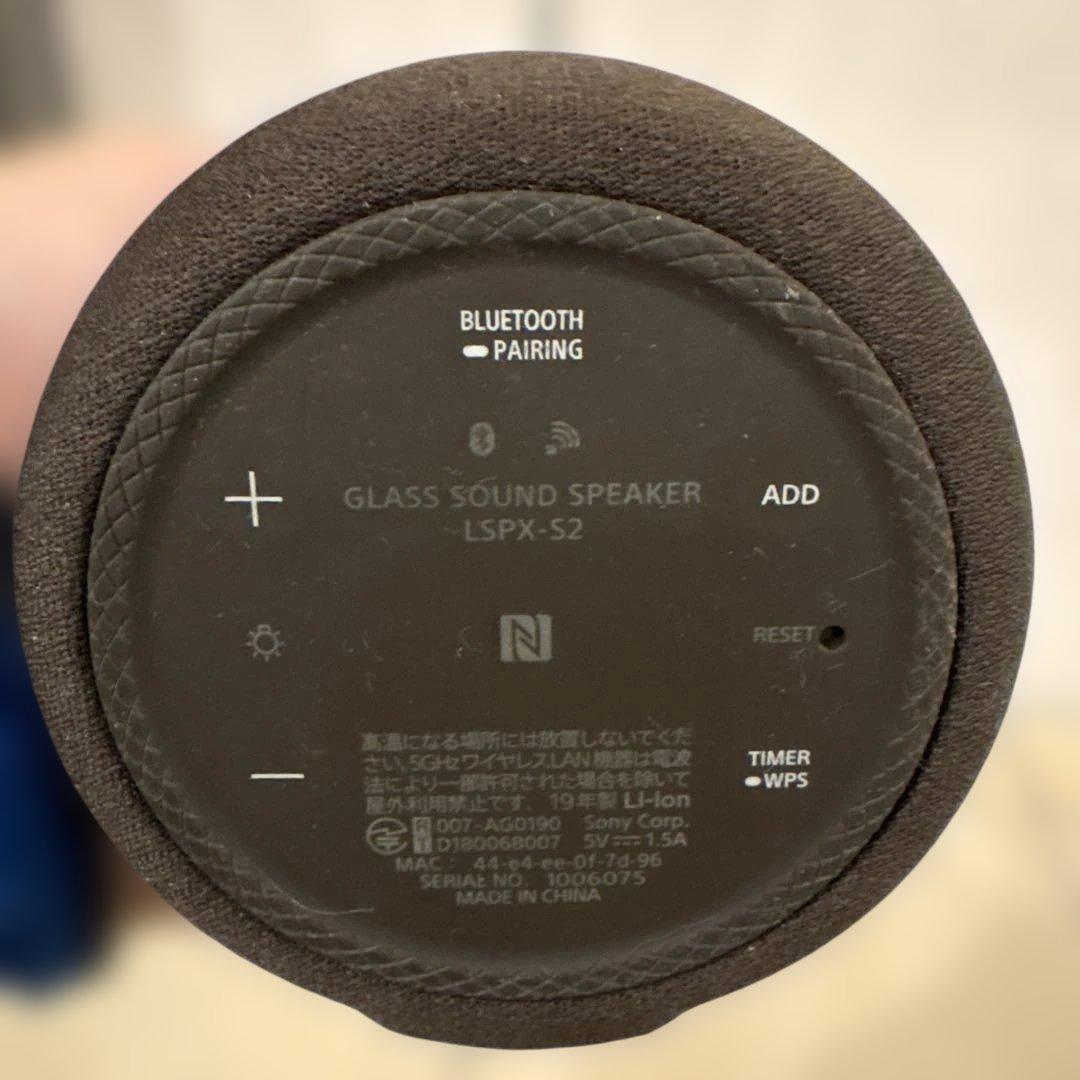 BLUETOOTH
PAIRING
+
GLASS SOUND SPEAKER
LSPX-S2
ADD
N
RESET
高温になる場所には放置しないでくだ
さい。5GHzワイヤレスLAN機器は電波
法により一部許可された場合を除いて
屋外利用禁止です。 19年製 Li-ion
R 007-AG0190 Sony Corp.
T D180068007 5V⎓1.5A
MAC : 44-e4-ee-0f-7d-96
SERIAL NO. 1006075
MADE IN CHINA
−
TIMER
WPS